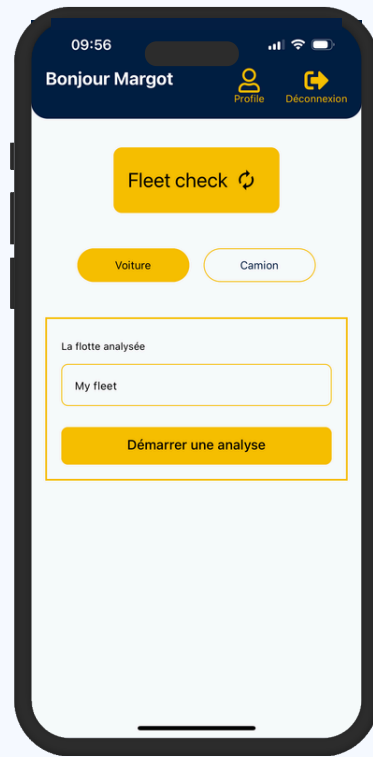 09:56
Bonjour Margot
Profile
Déconnexion
Fleet check
Voiture
Camion
La flotte analysée
My fleet
Démarrer une analyse